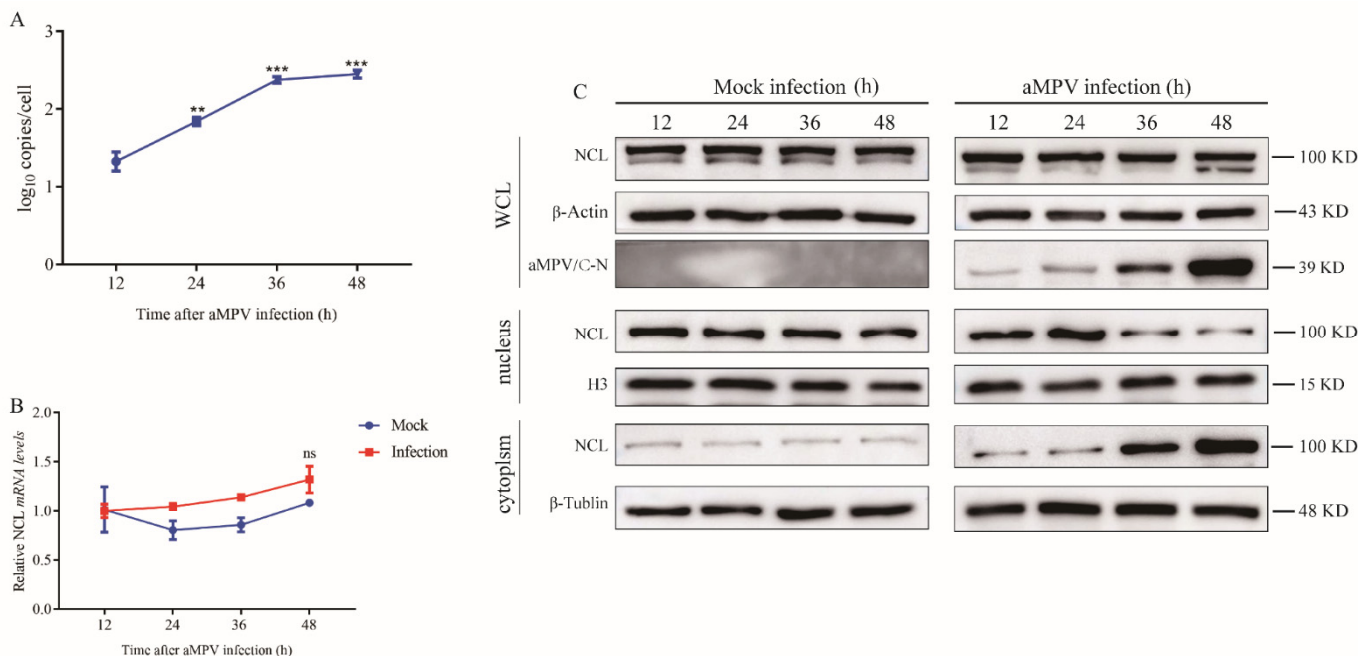 A
3
2
1
0
log10 copies/cell
**
***
***
12 24 36 48
Time after aMPV infection (h)
B
2.0
1.5
1.0
0.5
0.0
Relative NCL mRNA levels
Mock
Infection
ns
12 24 36 48
Time after aMPV infection (h)
C
Mock infection (h) aMPV infection (h)
12 24 36 48 12 24 36 48
WCL
NCL 100 KD
β-Actin 43 KD
aMPV/C-N 39 KD
nucleus
NCL 100 KD
H3 15 KD
cytoplsm
NCL 100 KD
β-Tublin 48 KD